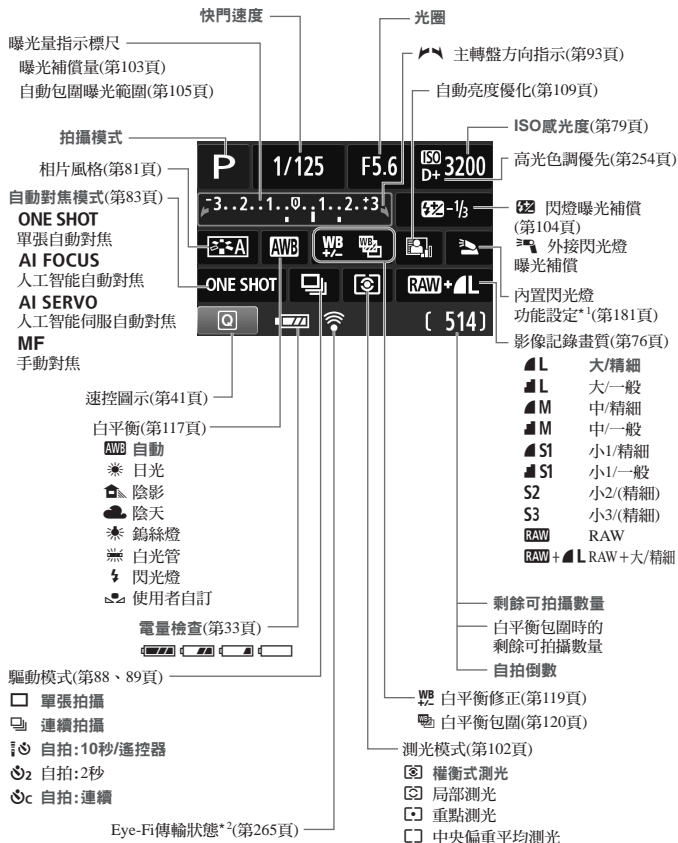 快門速度
光圈
曝光量指示標尺
曝光補償量(第103頁)
自動包圍曝光範圍(第105頁)
主轉盤方向指示(第93頁)
自動亮度優化(第109頁)
拍攝模式
ISO感光度(第79頁)
相片風格(第81頁)
高光色調優先(第254頁)
P 1/125 F5.6 ISO D+ 3200
-3..2..1..0..1..2.+3
-1/3
A AWB WB +/- WB
ONE SHOT RAW+L
Q [ 514]
自動對焦模式(第83頁)
ONE SHOT
單張自動對焦
AI FOCUS
人工智能自動對焦
AI SERVO
人工智能伺服自動對焦
MF
手動對焦
閃燈曝光補償
(第104頁)
外接閃光燈
曝光補償
內置閃光燈
功能設定*1(第181頁)
影像記錄畫質(第76頁)
L 大/精細
L 大/一般
M 中/精細
M 中/一般
S1 小1/精細
S1 小1/一般
S2 小2/(精細)
S3 小3/(精細)
RAW RAW
RAW+L RAW+大/精細
速控圖示(第41頁)
白平衡(第117頁)
AWB 自動
日光
陰影
陰天
鎢絲燈
白光管
閃光燈
使用者自訂
電量檢查(第33頁)
剩餘可拍攝數量
白平衡包圍時的
剩餘可拍攝數量
自拍倒數
驅動模式(第88、89頁)
單張拍攝
連續拍攝
自拍:10秒/遙控器
2 自拍:2秒
C 自拍:連續
Eye-Fi傳輸狀態*2(第265頁)
WB +/- 白平衡修正(第119頁)
WB 白平衡包圍(第120頁)
測光模式(第102頁)
權衡式測光
局部測光
重點測光
中央偏重平均測光